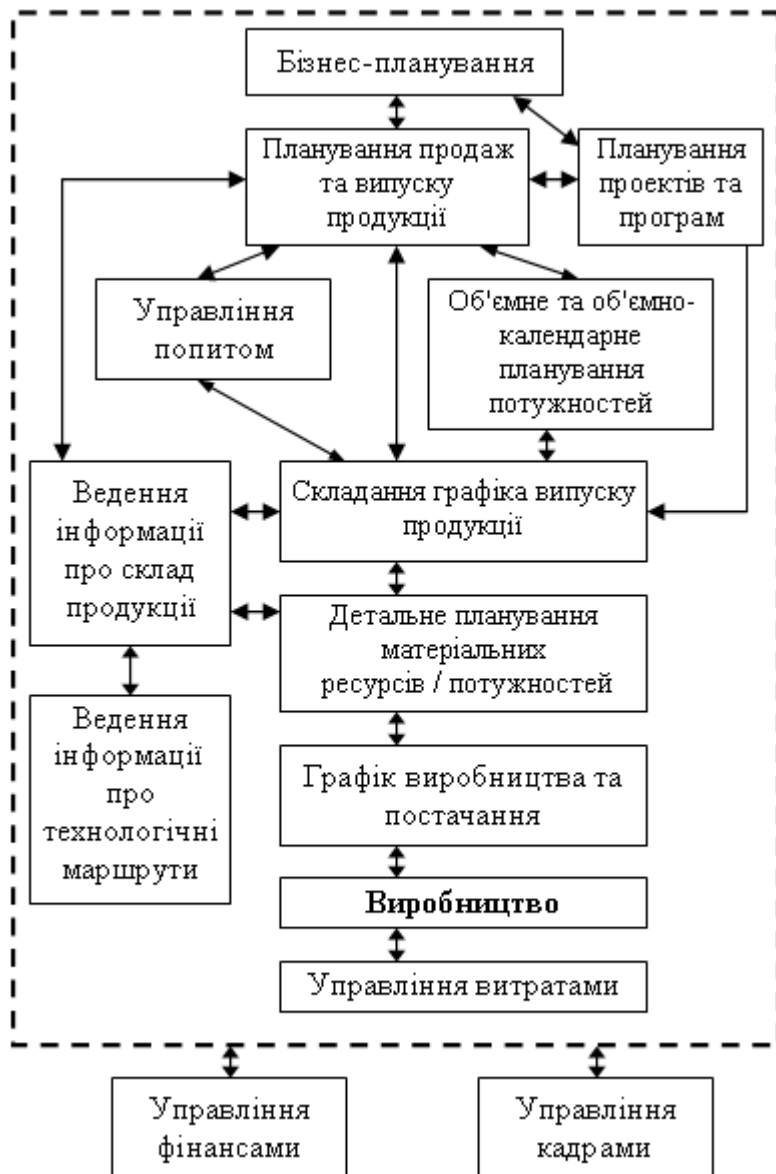 Бізнес-планування
Планування продаж
та випуску
продукції
Планування
проектів та
програм
Управління
попитом
Об'ємне та об'ємно-
календарне
планування
потужностей
Ведення
інформації
про склад
продукції
Складання графіка випуску
продукції
Детальне планування
матеріальних
ресурсів / потужностей
Ведення
інформації
про
технологічні
маршрути
Графік виробництва та
постачання
Виробництво
Управління витратами
Управління
фінансами
Управління
кадрами